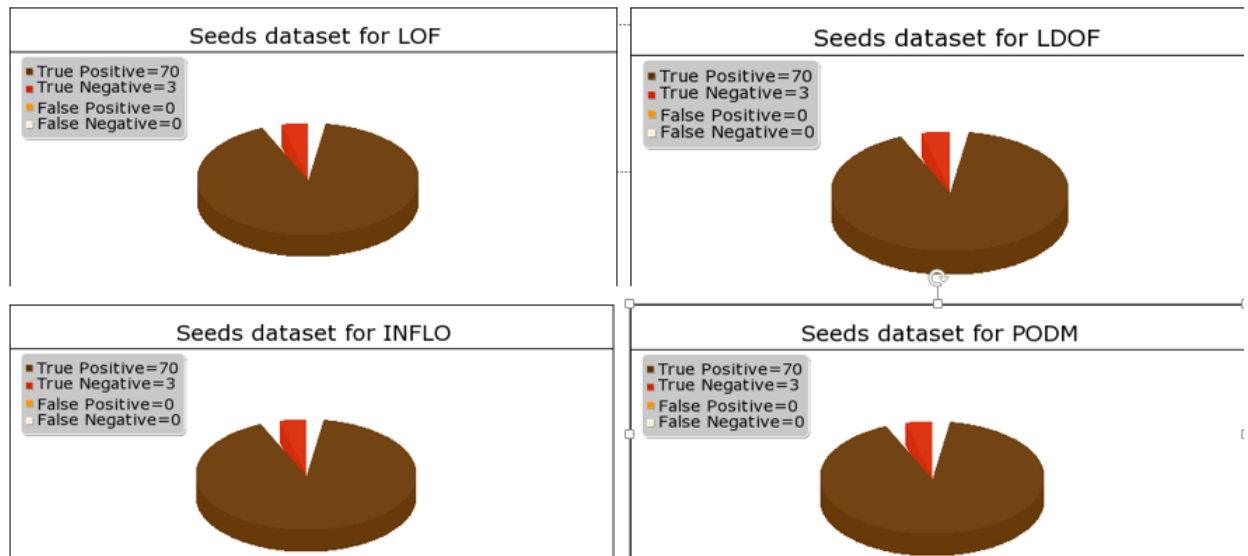 Seeds dataset for LOF
True Positive=70
True Negative=3
False Positive=0
False Negative=0
Seeds dataset for LDOF
True Positive=70
True Negative=3
False Positive=0
False Negative=0
Seeds dataset for INFLO
True Positive=70
True Negative=3
False Positive=0
False Negative=0
Seeds dataset for PODM
True Positive=70
True Negative=3
False Positive=0
False Negative=0